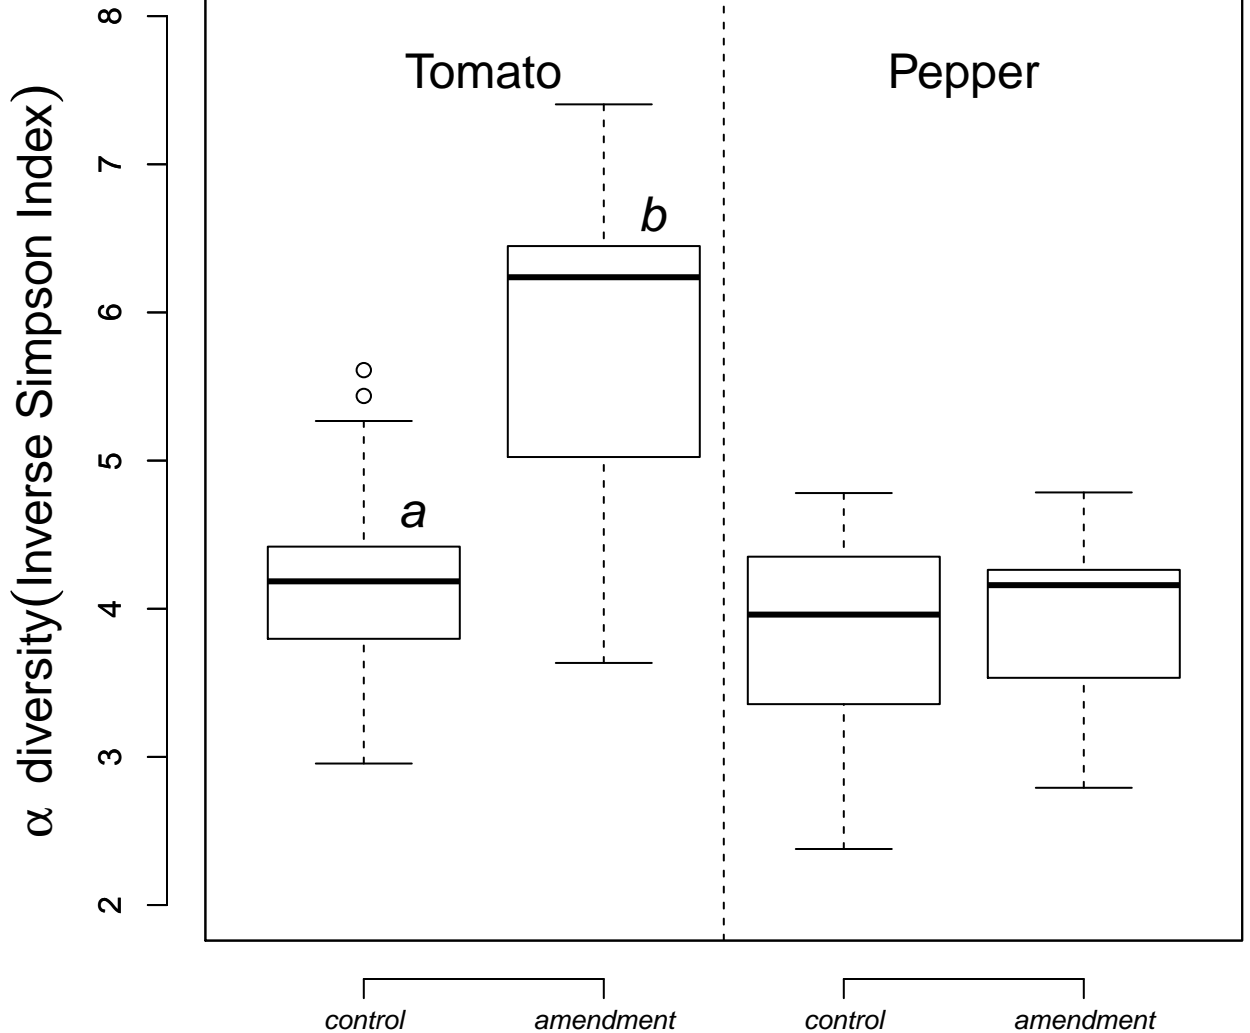 Tomato
Pepper
α diversity(Inverse Simpson Index)
8
7
6
5
4
3
2
a
b
control
amendment
control
amendment